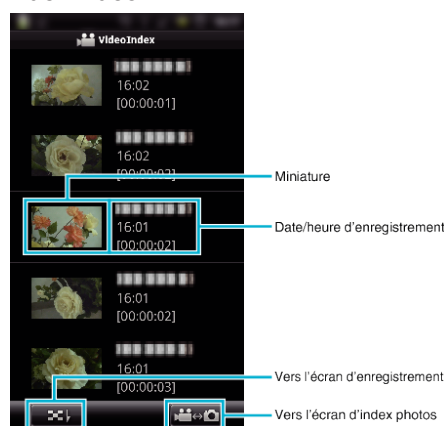 VideoIndex
16:02
[00:00:01]
16:02
Miniature
16:01
Date/heure d'enregistrement
[00:00:02]
16:01
[00:00:02]
16:01
Vers l'écran d'enregistrement
[00:00:03]
Vers l'écran d'index photos